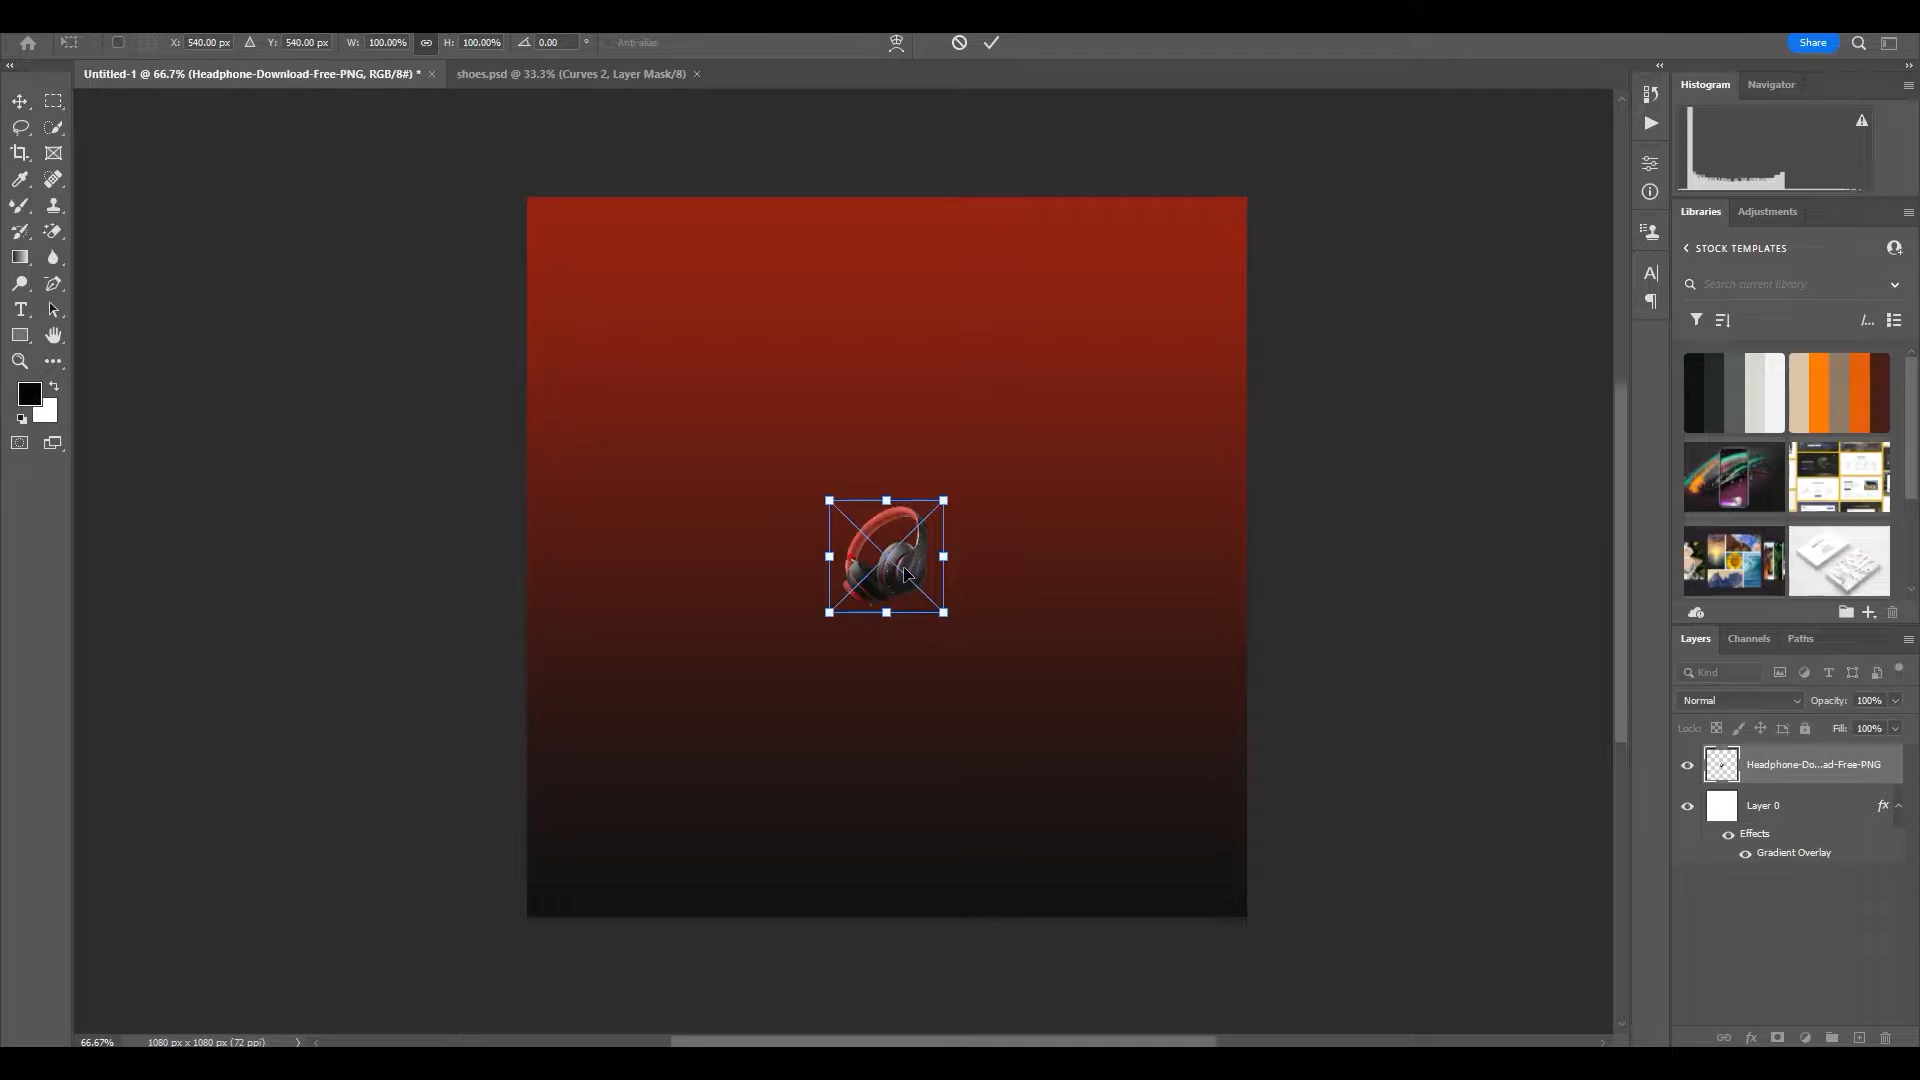 X: 540.00 px Y: 540.00 px W: 100.00% H: 100.00% 0.00 ° Anti-alias Share
Untitled-1 @ 66.7% (Headphone-Download-Free-PNG, RGB/8#) * × shoes.psd @ 33.3% (Curves 2, Layer Mask/8) ×
Histogram Navigator
Libraries Adjustments
STOCK TEMPLATES
Search current library
Layers Channels Paths
Kind
Normal Opacity: 100%
Lock: Fill: 100%
Headphone-Do...ad-Free-PNG
Layer 0 fx
Effects
Gradient Overlay
66.67% 1080 px x 1080 px (72 ppi)
fx